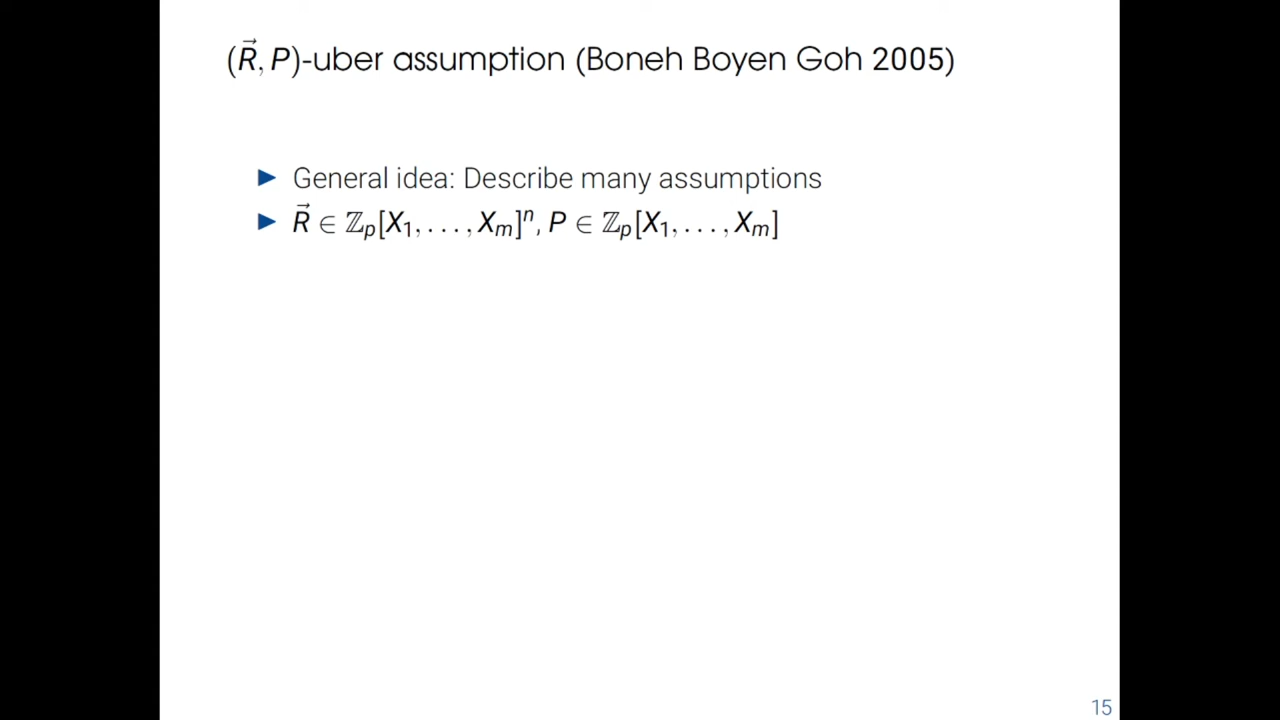 (R⃗, P)-uber assumption (Boneh Boyen Goh 2005)
▶ General idea: Describe many assumptions
▶ R⃗ ∈ ℤₚ[X₁, . . . , Xₘ]ⁿ, P ∈ ℤₚ[X₁, . . . , Xₘ]
15